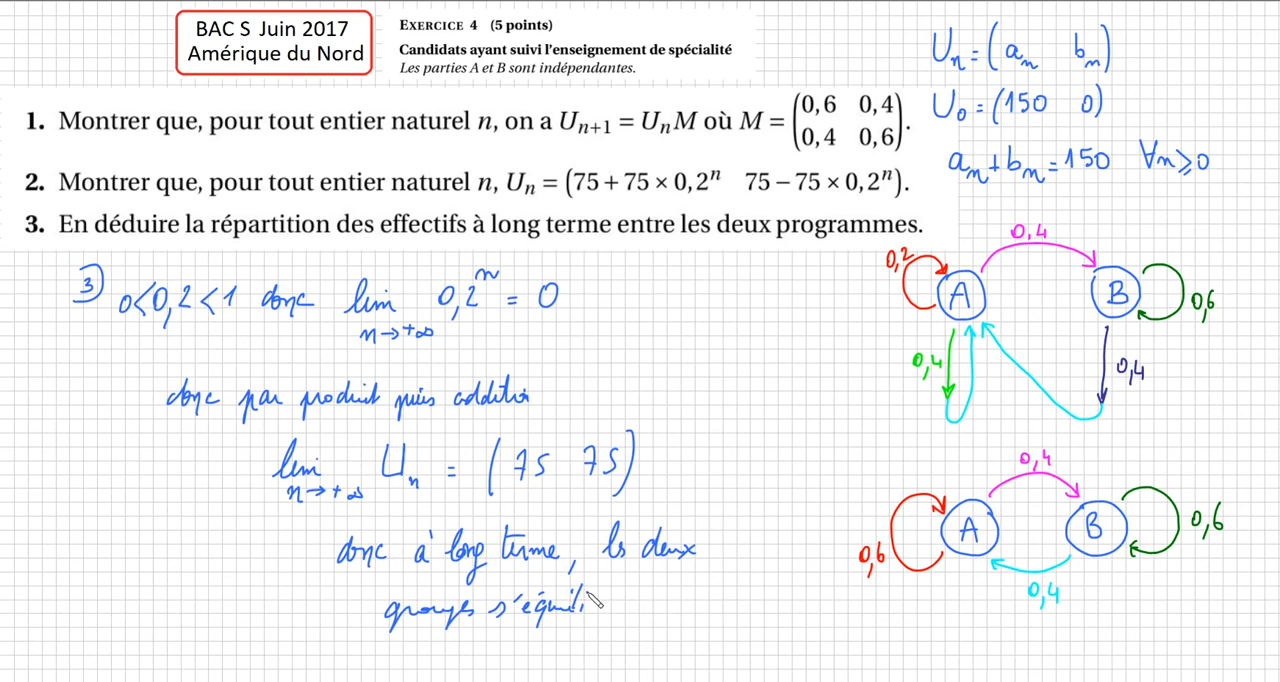 BAC S Juin 2017
Amérique du Nord
EXERCICE 4 (5 points)
Candidats ayant suivi l'enseignement de spécialité
Les parties A et B sont indépendantes.
1. Montrer que, pour tout entier naturel n, on a Uₙ₊₁ = UₙM où M = (0,6 0,4
0,4 0,6).
2. Montrer que, pour tout entier naturel n, Uₙ = (75 + 75 × 0,2ⁿ 75 − 75 × 0,2ⁿ).
3. En déduire la répartition des effectifs à long terme entre les deux programmes.
Uₙ = (aₙ bₙ)
U₀ = (150 0)
aₙ + bₙ = 150 ∀n ⩾ 0
3) 0 < 0,2 < 1 donc lim 0,2ⁿ = 0
n → +∞
donc par produit puis addition
lim Uₙ = (75 75)
n → +∞
donc à long terme, les deux
groupes s'équili
0,4
0,2
A
B
0,6
0,4
0,4
0,4
A
B
0,6
0,6
0,4